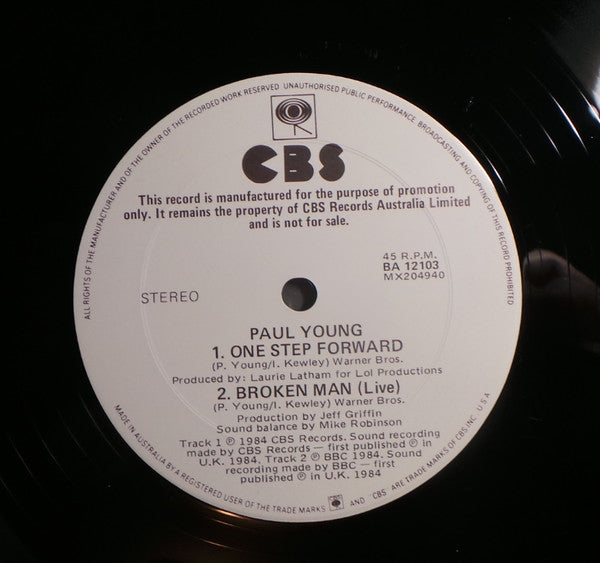 ALL RIGHTS OF THE MANUFACTURER AND OF THE OWNER OF THE RECORDED WORK RESERVED UNAUTHORISED PUBLIC PERFORMANCE BROADCASTING AND COPYING OF THIS RECORD PROHIBITED
CBS
This record is manufactured for the purpose of promotion
only. It remains the property of CBS Records Australia Limited
and is not for sale.
45 R.P.M.
BA 12103
MX204940
STEREO
PAUL YOUNG
1. ONE STEP FORWARD
(P. Young/I. Kewley) Warner Bros.
Produced by: Laurie Latham for Lol Productions
2. BROKEN MAN (Live)
(P. Young/I. Kewley) Warner Bros.
Production by Jeff Griffin
Sound balance by Mike Robinson
Track 1 ℗ 1984 CBS Records. Sound recording
made by CBS Records — first published ℗ in
U.K. 1984. Track 2 ℗ BBC 1984. Sound
recording made by BBC — first
published ℗ in U.K. 1984
MADE IN AUSTRALIA BY A REGISTERED USER OF THE TRADE MARKS AND CBS ARE TRADE MARKS OF CBS INC. U.S.A